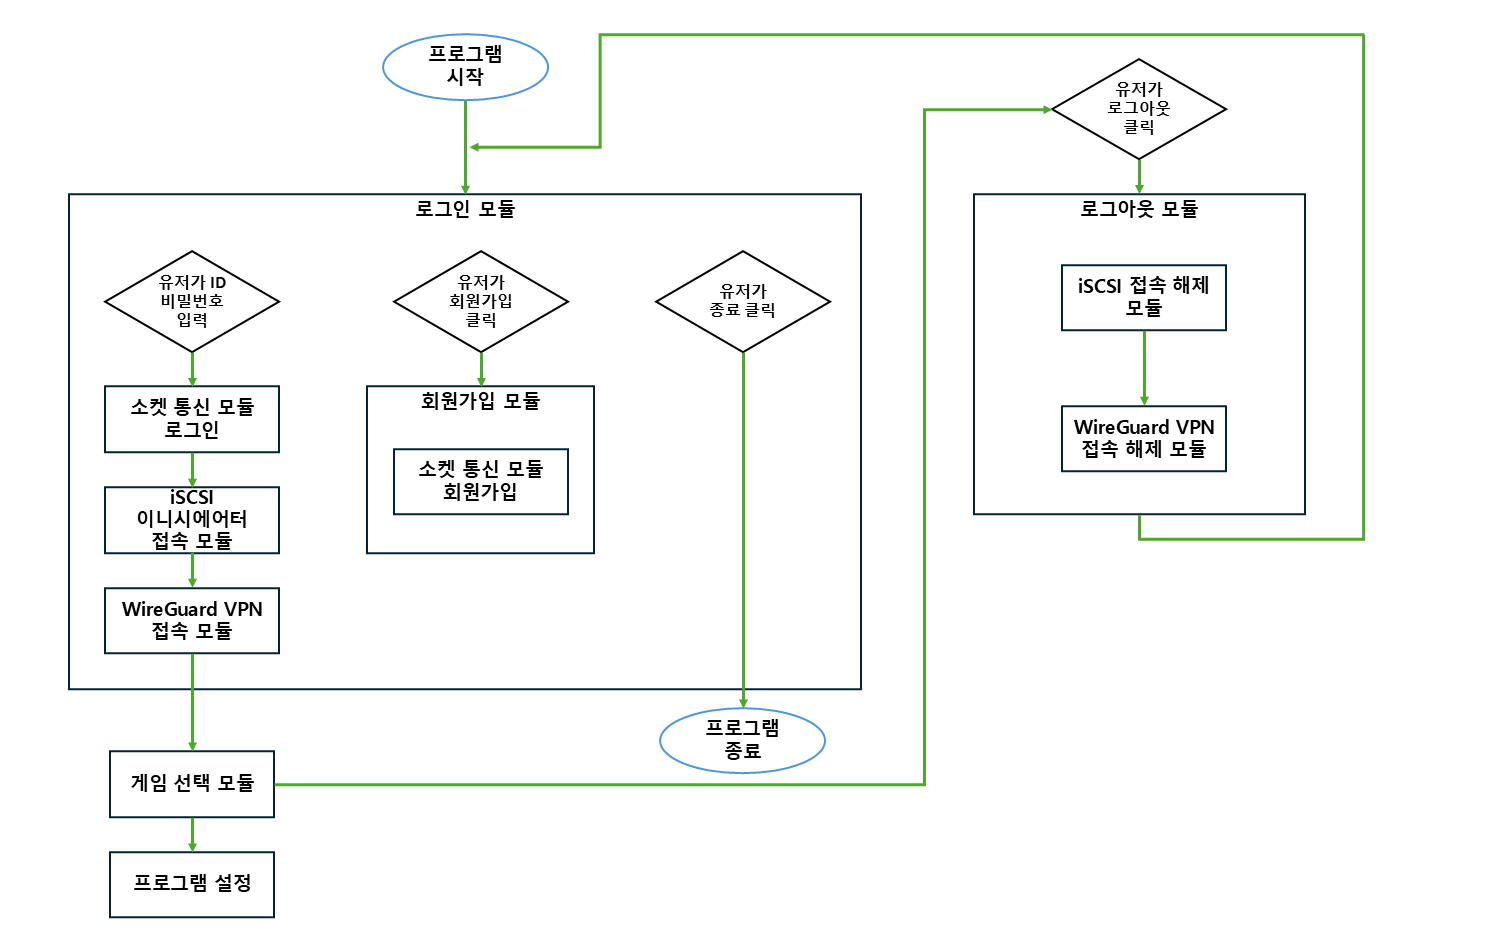 프로그램
시작
유저가
로그아웃
클릭
로그인 모듈
로그아웃 모듈
유저가 ID
비밀번호
입력
유저가
회원가입
클릭
유저가
종료 클릭
iSCSI 접속 해제
모듈
소켓 통신 모듈
로그인
회원가입 모듈
WireGuard VPN
접속 해제 모듈
소켓 통신 모듈
회원가입
iSCSI
이니시에어터
접속 모듈
WireGuard VPN
접속 모듈
프로그램
종료
게임 선택 모듈
프로그램 설정